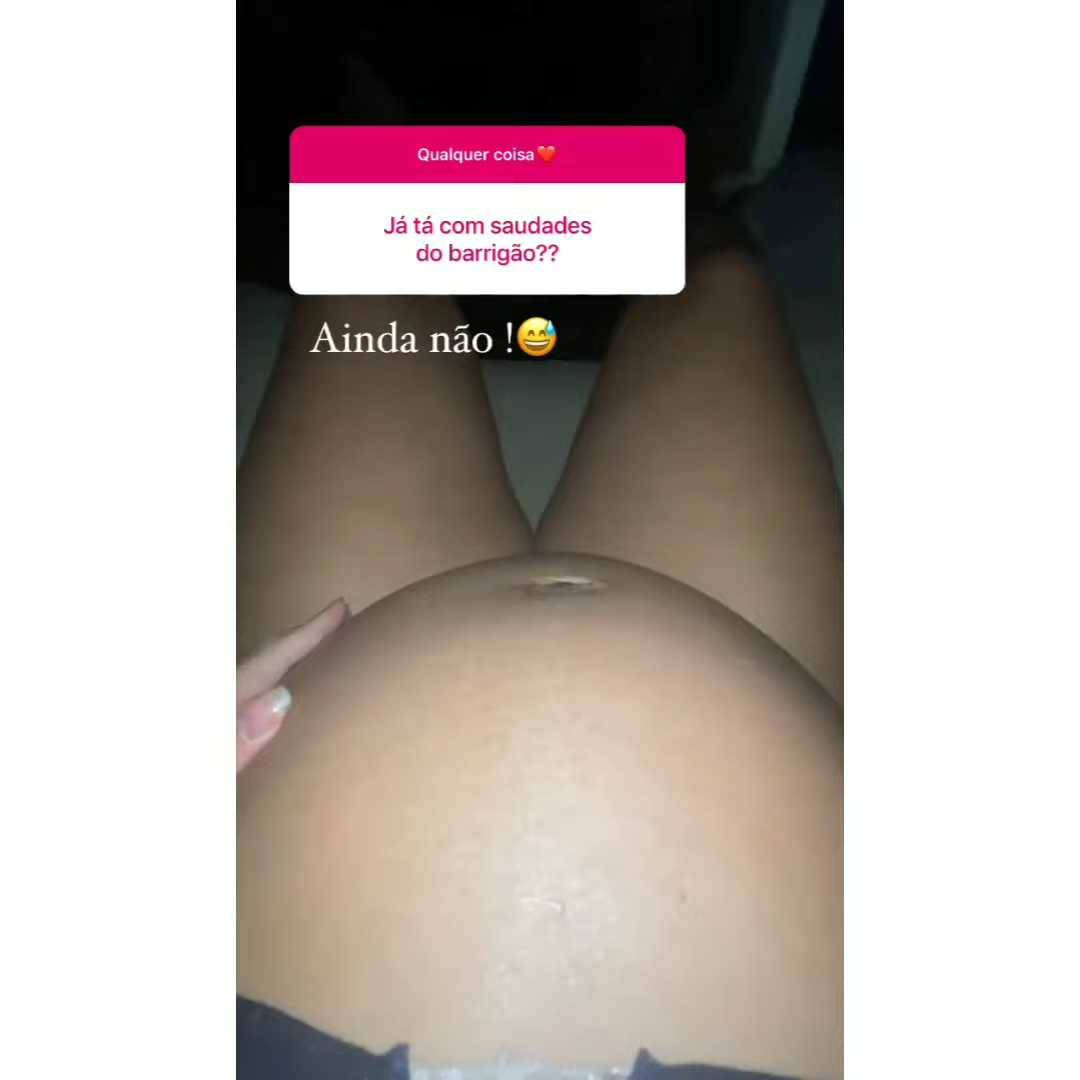 Qualquer coisa❤️
Já tá com saudades
do barrigão??
Ainda não !😅